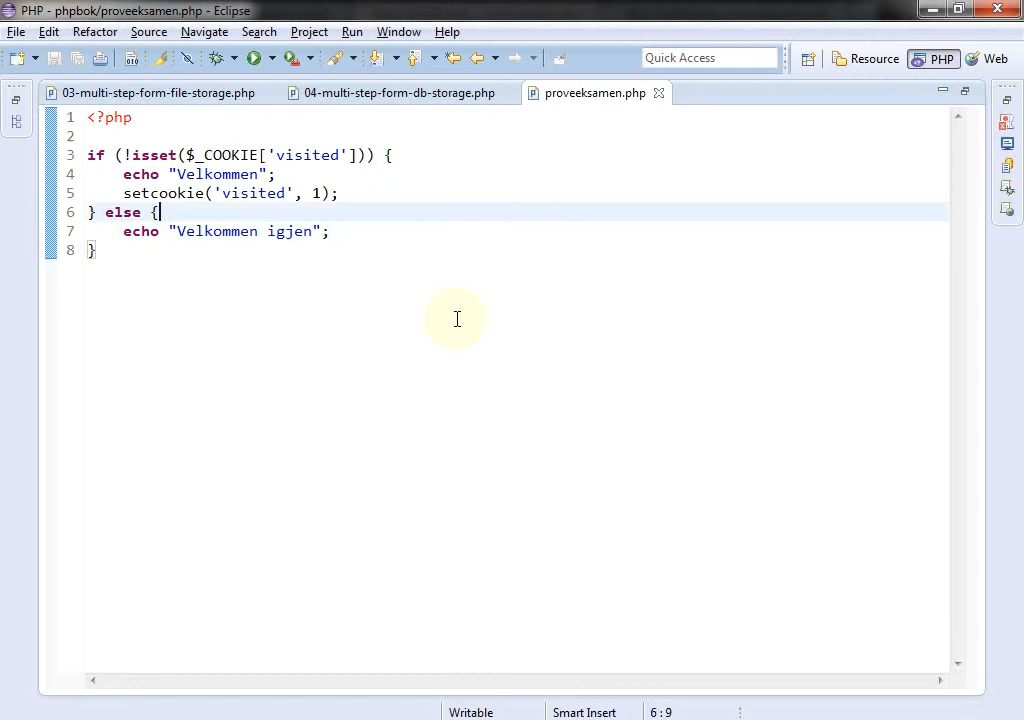 PHP - phpbok/proveeksamen.php - Eclipse
File Edit Refactor Source Navigate Search Project Run Window Help
Quick Access Resource PHP Web
03-multi-step-form-file-storage.php 04-multi-step-form-db-storage.php proveeksamen.php
1 <?php
2
3 if (!isset($_COOKIE['visited'])) {
4 echo "Velkommen";
5 setcookie('visited', 1);
6 } else {
7 echo "Velkommen igjen";
8 }
Writable Smart Insert 6 : 9